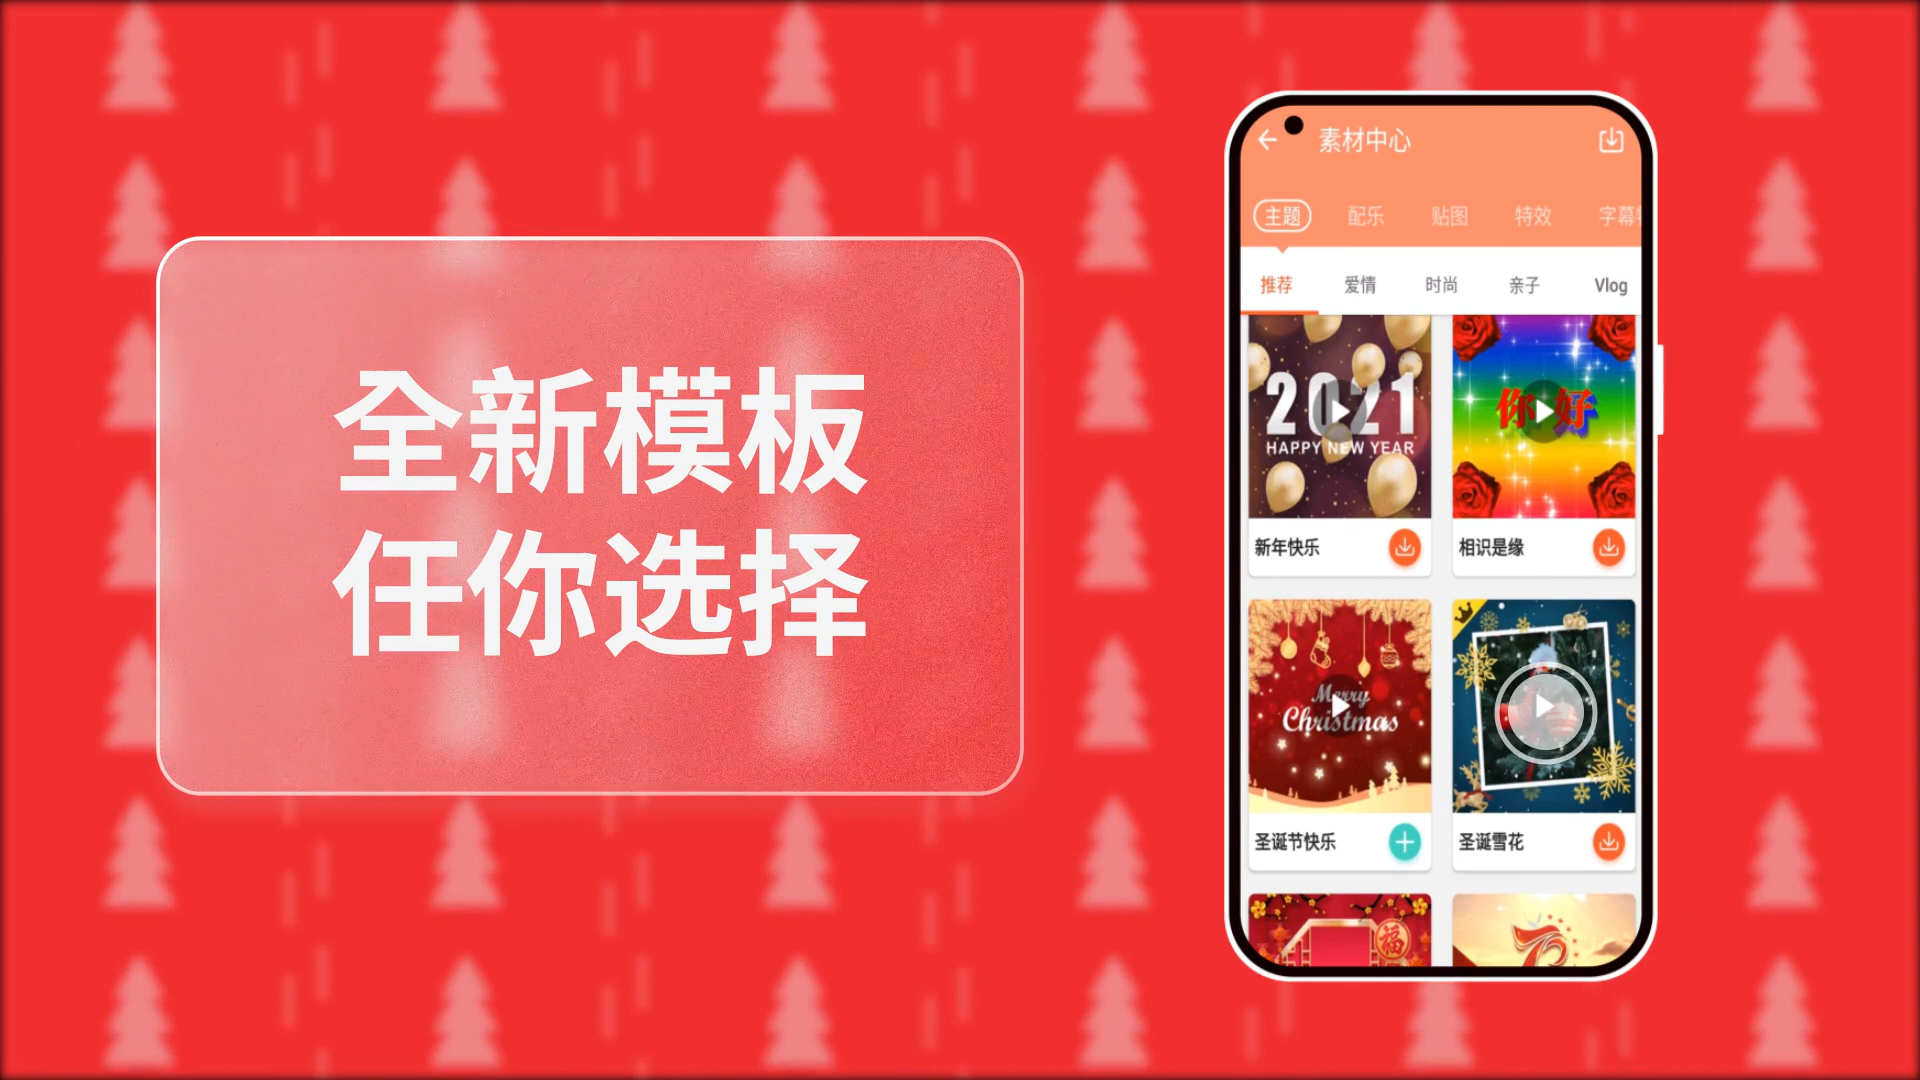 全新模板
任你选择
素材中心
主题 配乐 贴图 特效 字幕
推荐 爱情 时尚 亲子 Vlog
2021
HAPPY NEW YEAR
你好
新年快乐
相识是缘
Merry
Christmas
圣诞节快乐
圣诞雪花
福